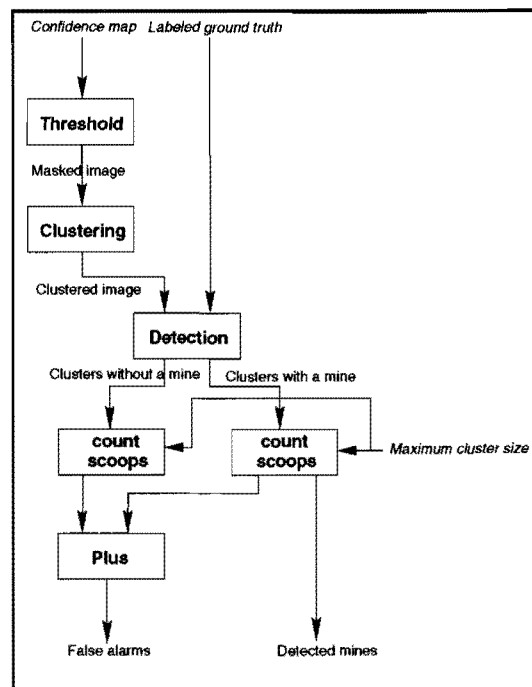 Confidence map Labeled ground truth
Threshold
Masked image
Clustering
Clustered image
Detection
Clusters without a mine Clusters with a mine
count
scoops
count
scoops
Maximum cluster size
Plus
False alarms Detected mines